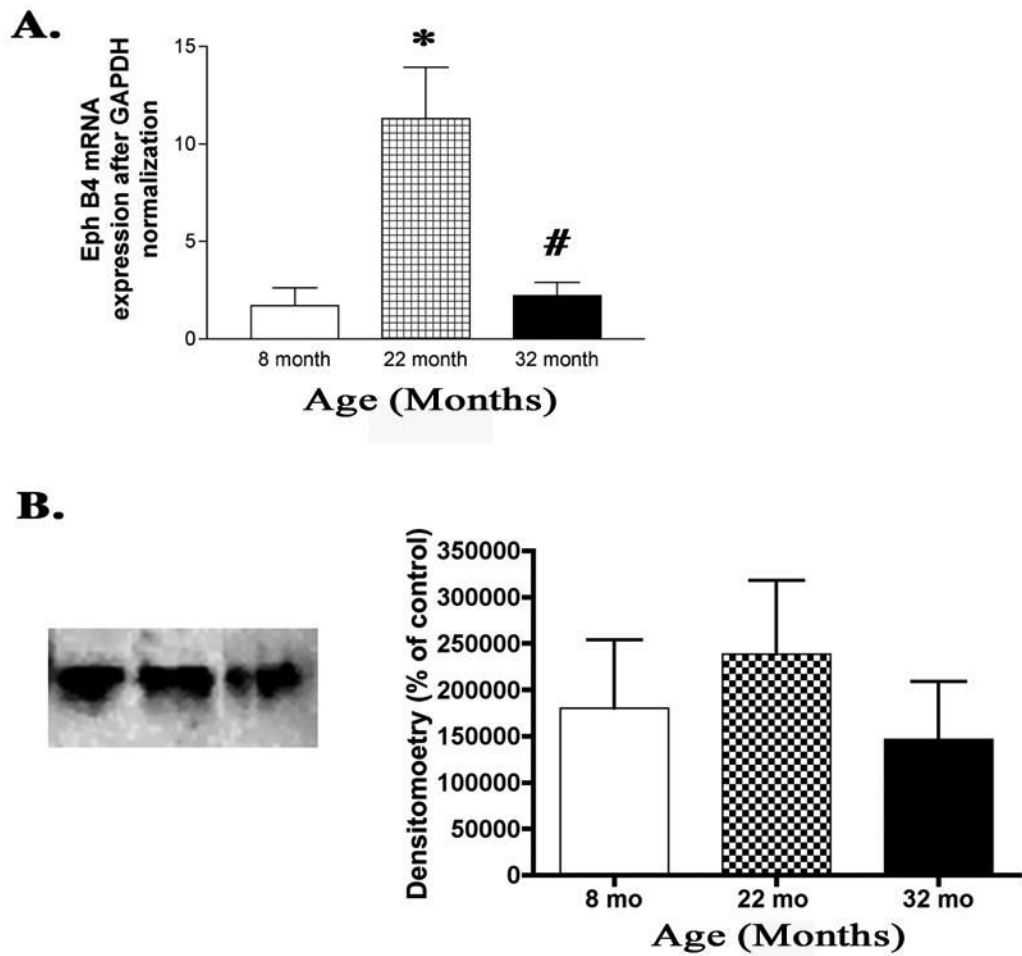 A.
Eph B4 mRNA
expression after GAPDH
normalization
15
10
5
0
*
#
8 month
22 month
32 month
Age (Months)
B.
Densitomoetry (% of control)
350000
300000
250000
200000
150000
100000
50000
0
8 mo
22 mo
32 mo
Age (Months)